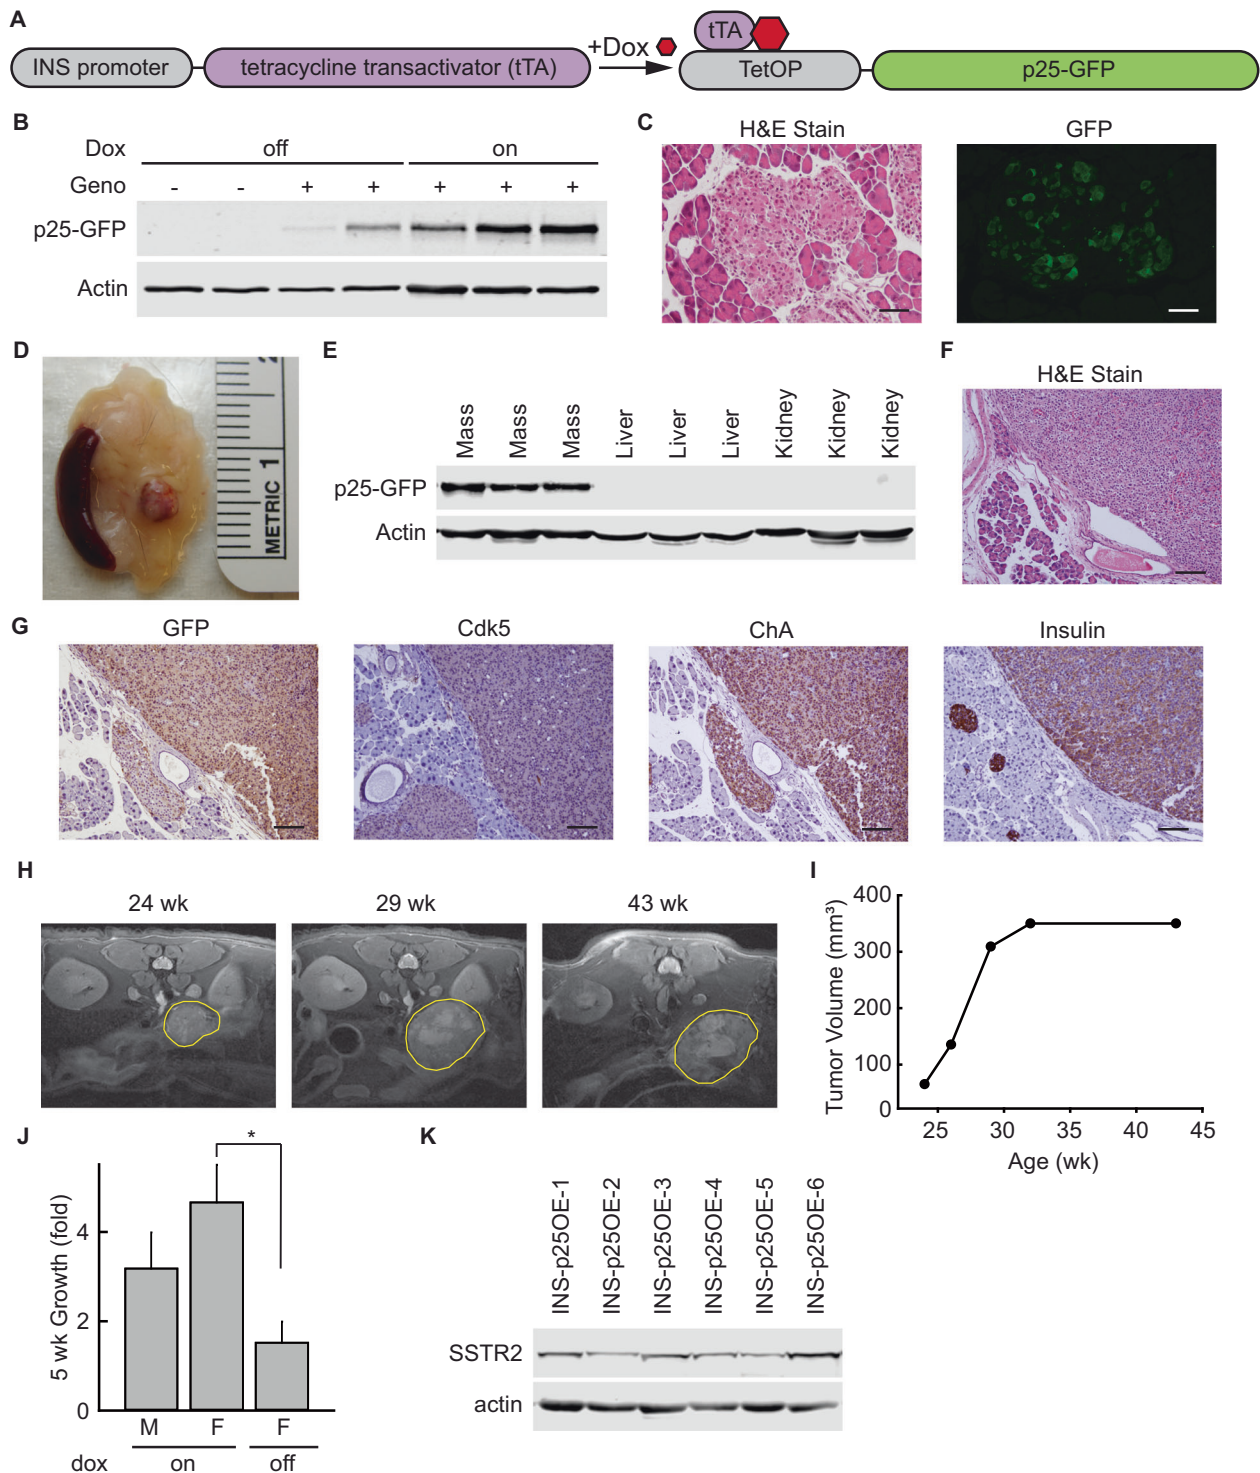 A
INS promoter
tetracycline transactivator (tTA)
+Dox
tTA
TetOP
p25-GFP
B
Dox off on
Geno - - + + + + +
p25-GFP
Actin
C
H&E Stain
GFP
D
METRIC 1 2
E
Mass Mass Mass Liver Liver Liver Kidney Kidney Kidney
p25-GFP
Actin
F
H&E Stain
G
GFP
Cdk5
ChA
Insulin
H
24 wk
29 wk
43 wk
I
Tumor Volume (mm³)
400
300
200
100
0
25 30 35 40 45
Age (wk)
J
5 wk Growth (fold)
4
2
0
*
M F F
dox on off
K
INS-p25OE-1
INS-p25OE-2
INS-p25OE-3
INS-p25OE-4
INS-p25OE-5
INS-p25OE-6
SSTR2
actin